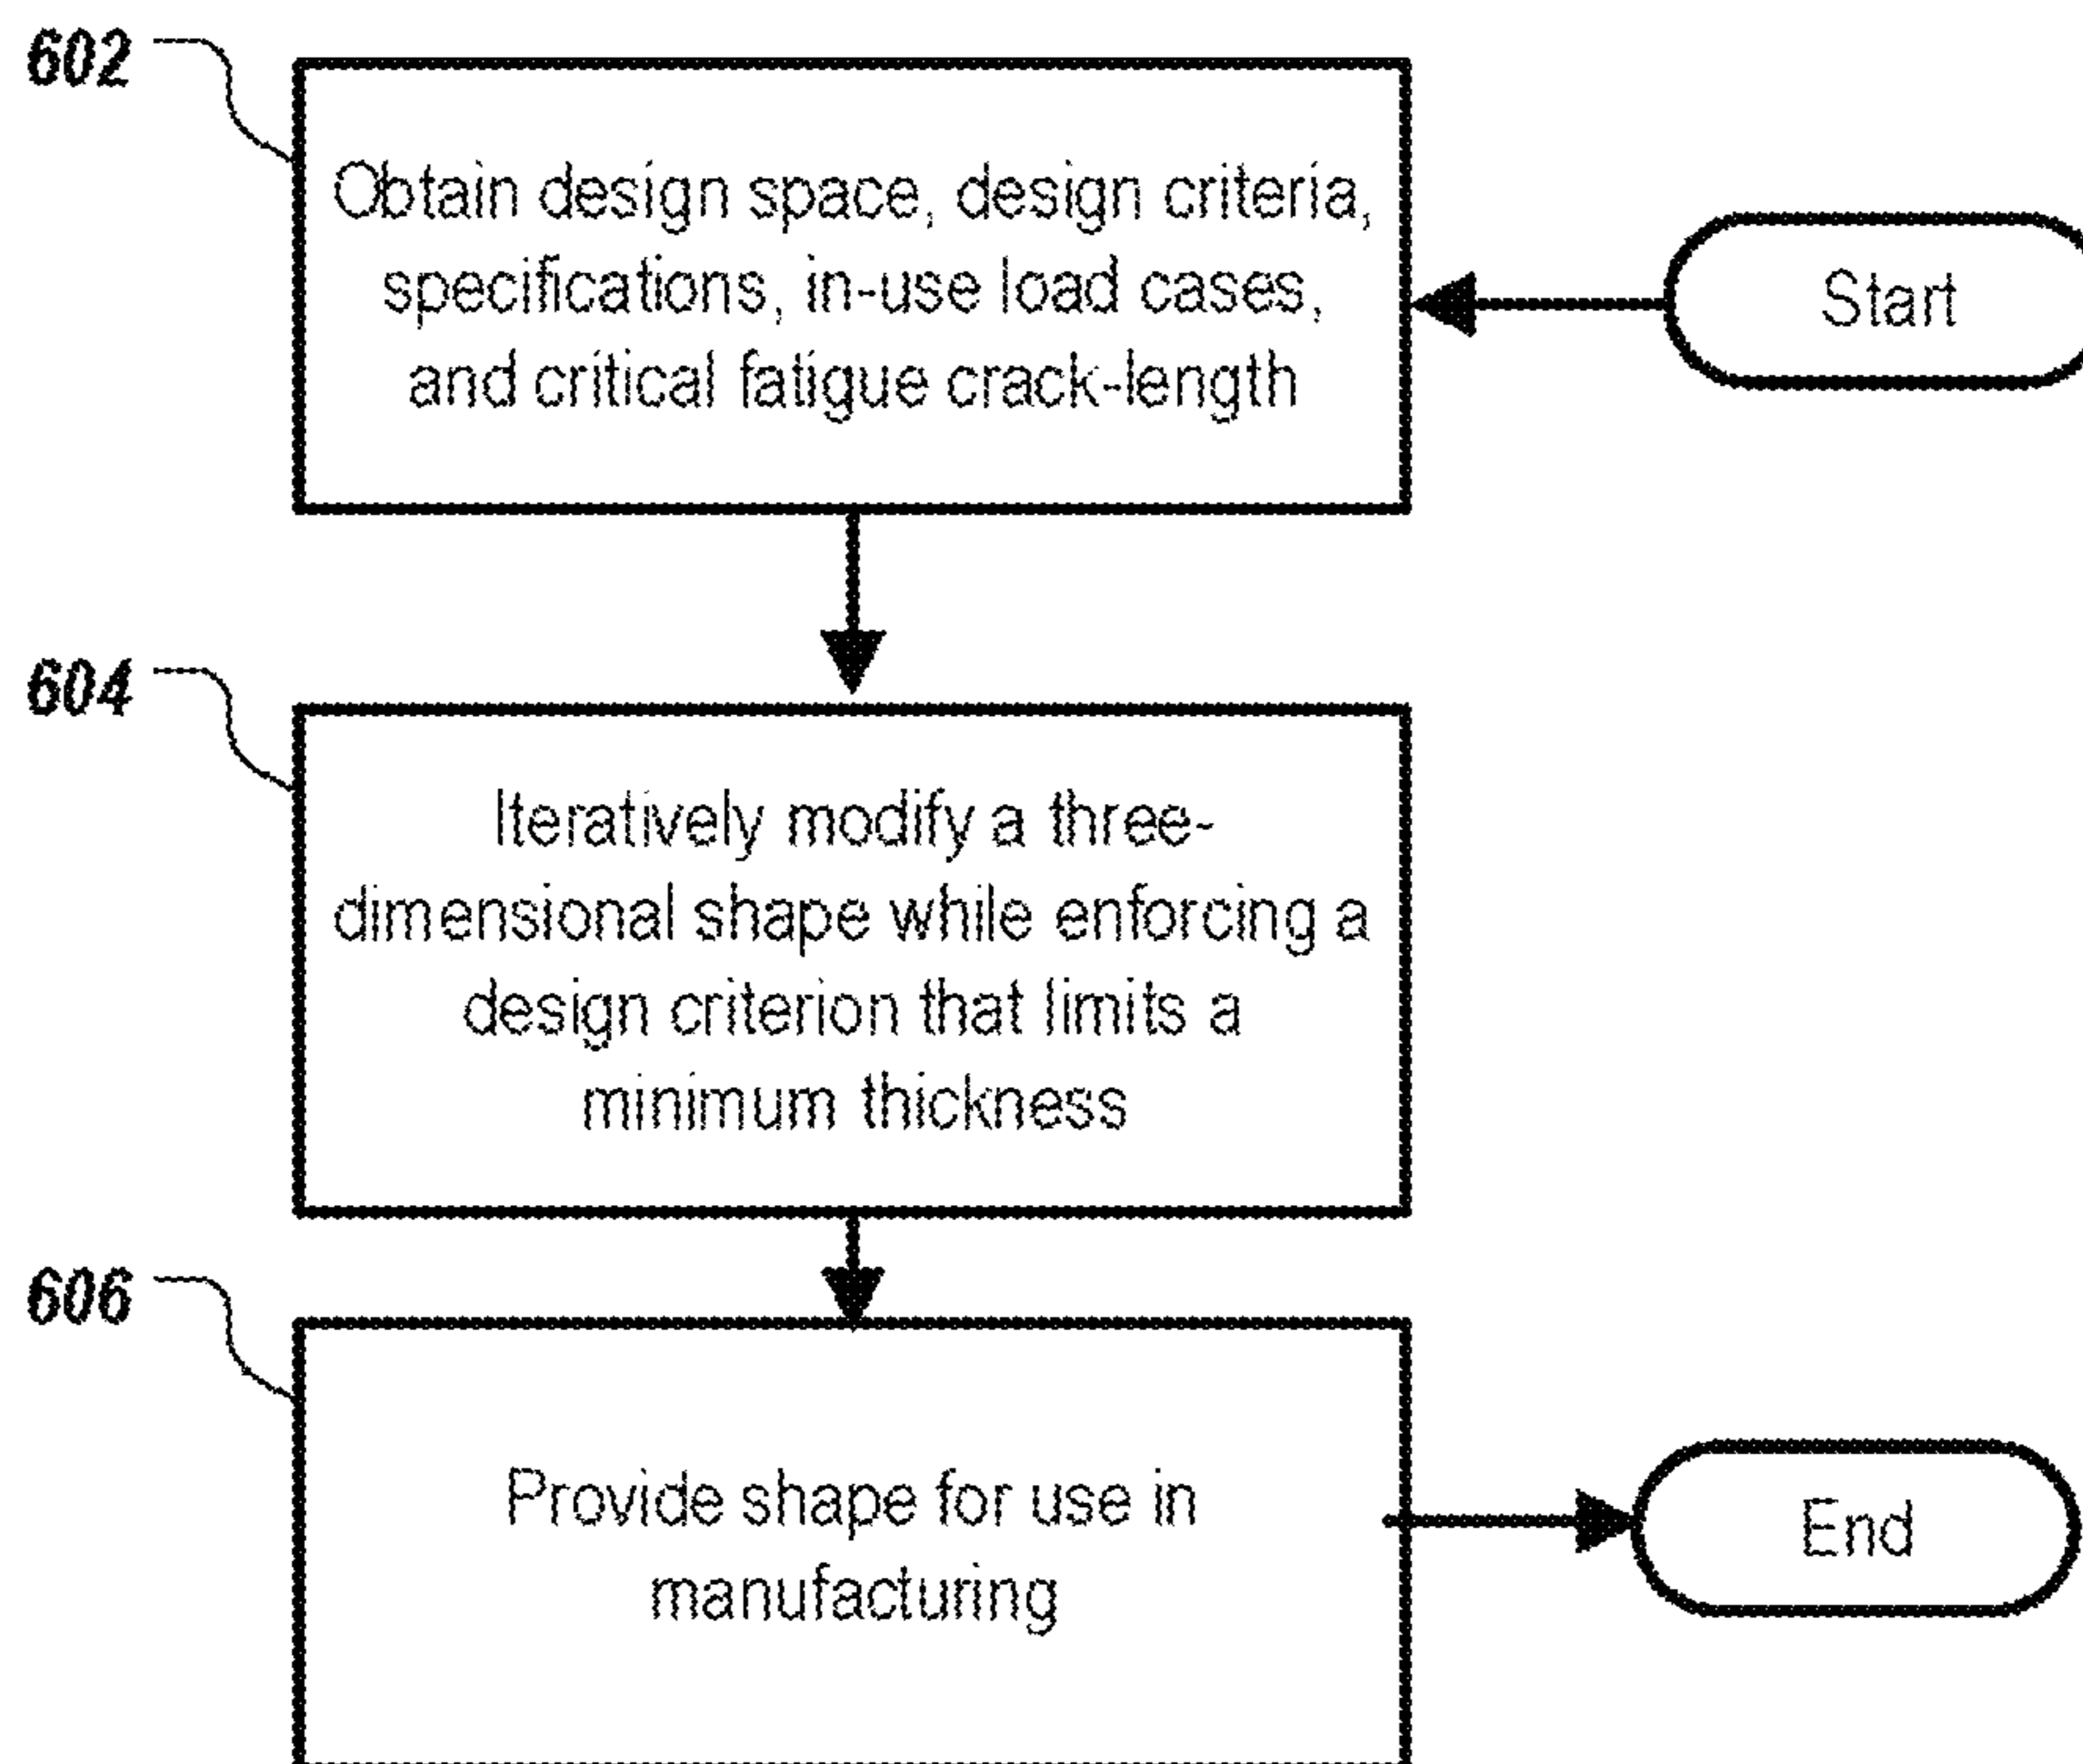 602
Obtain design space, design criteria,
specifications, in-use load cases,
and critical fatigue crack-length
Start
604
Iteratively modify a three-
dimensional shape while enforcing a
design criterion that limits a
minimum thickness
606
Provide shape for use in
manufacturing
End